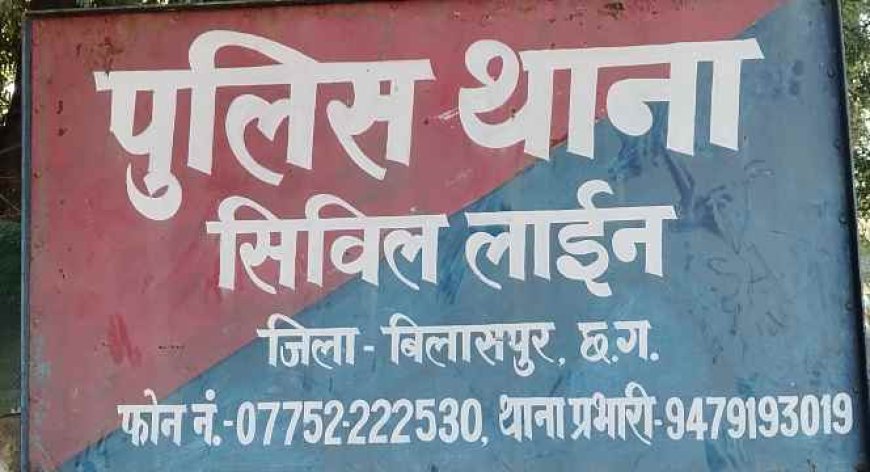 पुलिस थाना
सिविल लाईन
जिला - बिलासपुर, छ.ग.
फोन नं.-07752-222530, थाना प्रभारी-9479193019